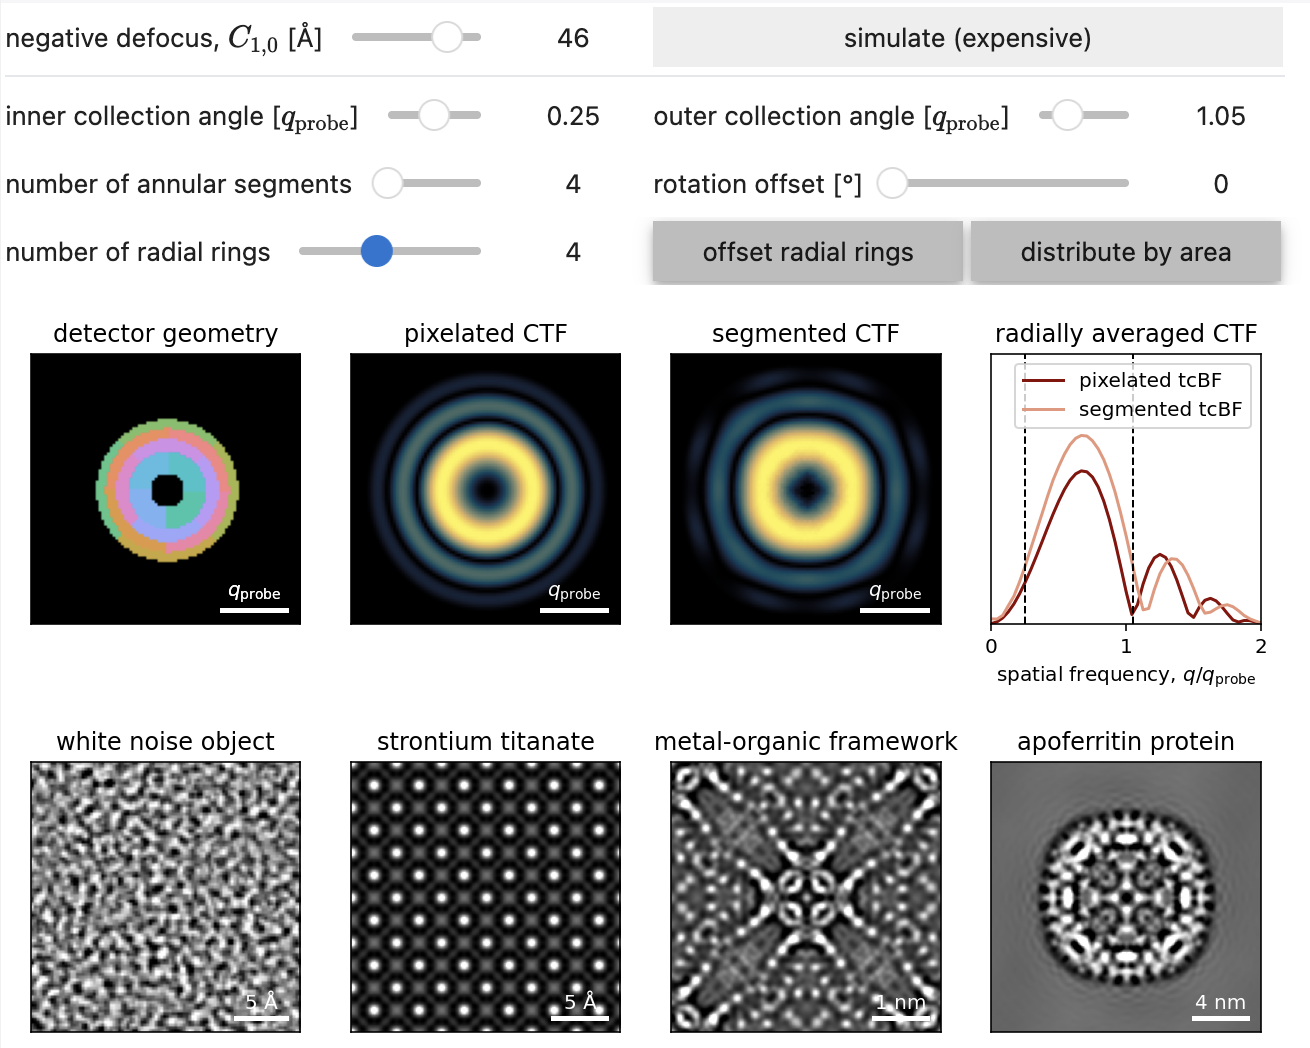 negative defocus, C1,0 [Å] 46 simulate (expensive)
inner collection angle [qprobe] 0.25 outer collection angle [qprobe] 1.05
number of annular segments 4 rotation offset [°] 0
number of radial rings 4 offset radial rings distribute by area
detector geometry pixelated CTF segmented CTF radially averaged CTF
pixelated tcBF
segmented tcBF
qprobe qprobe qprobe
0 1 2
spatial frequency, q/qprobe
white noise object strontium titanate metal-organic framework apoferritin protein
5 Å 5 Å 1 nm 4 nm